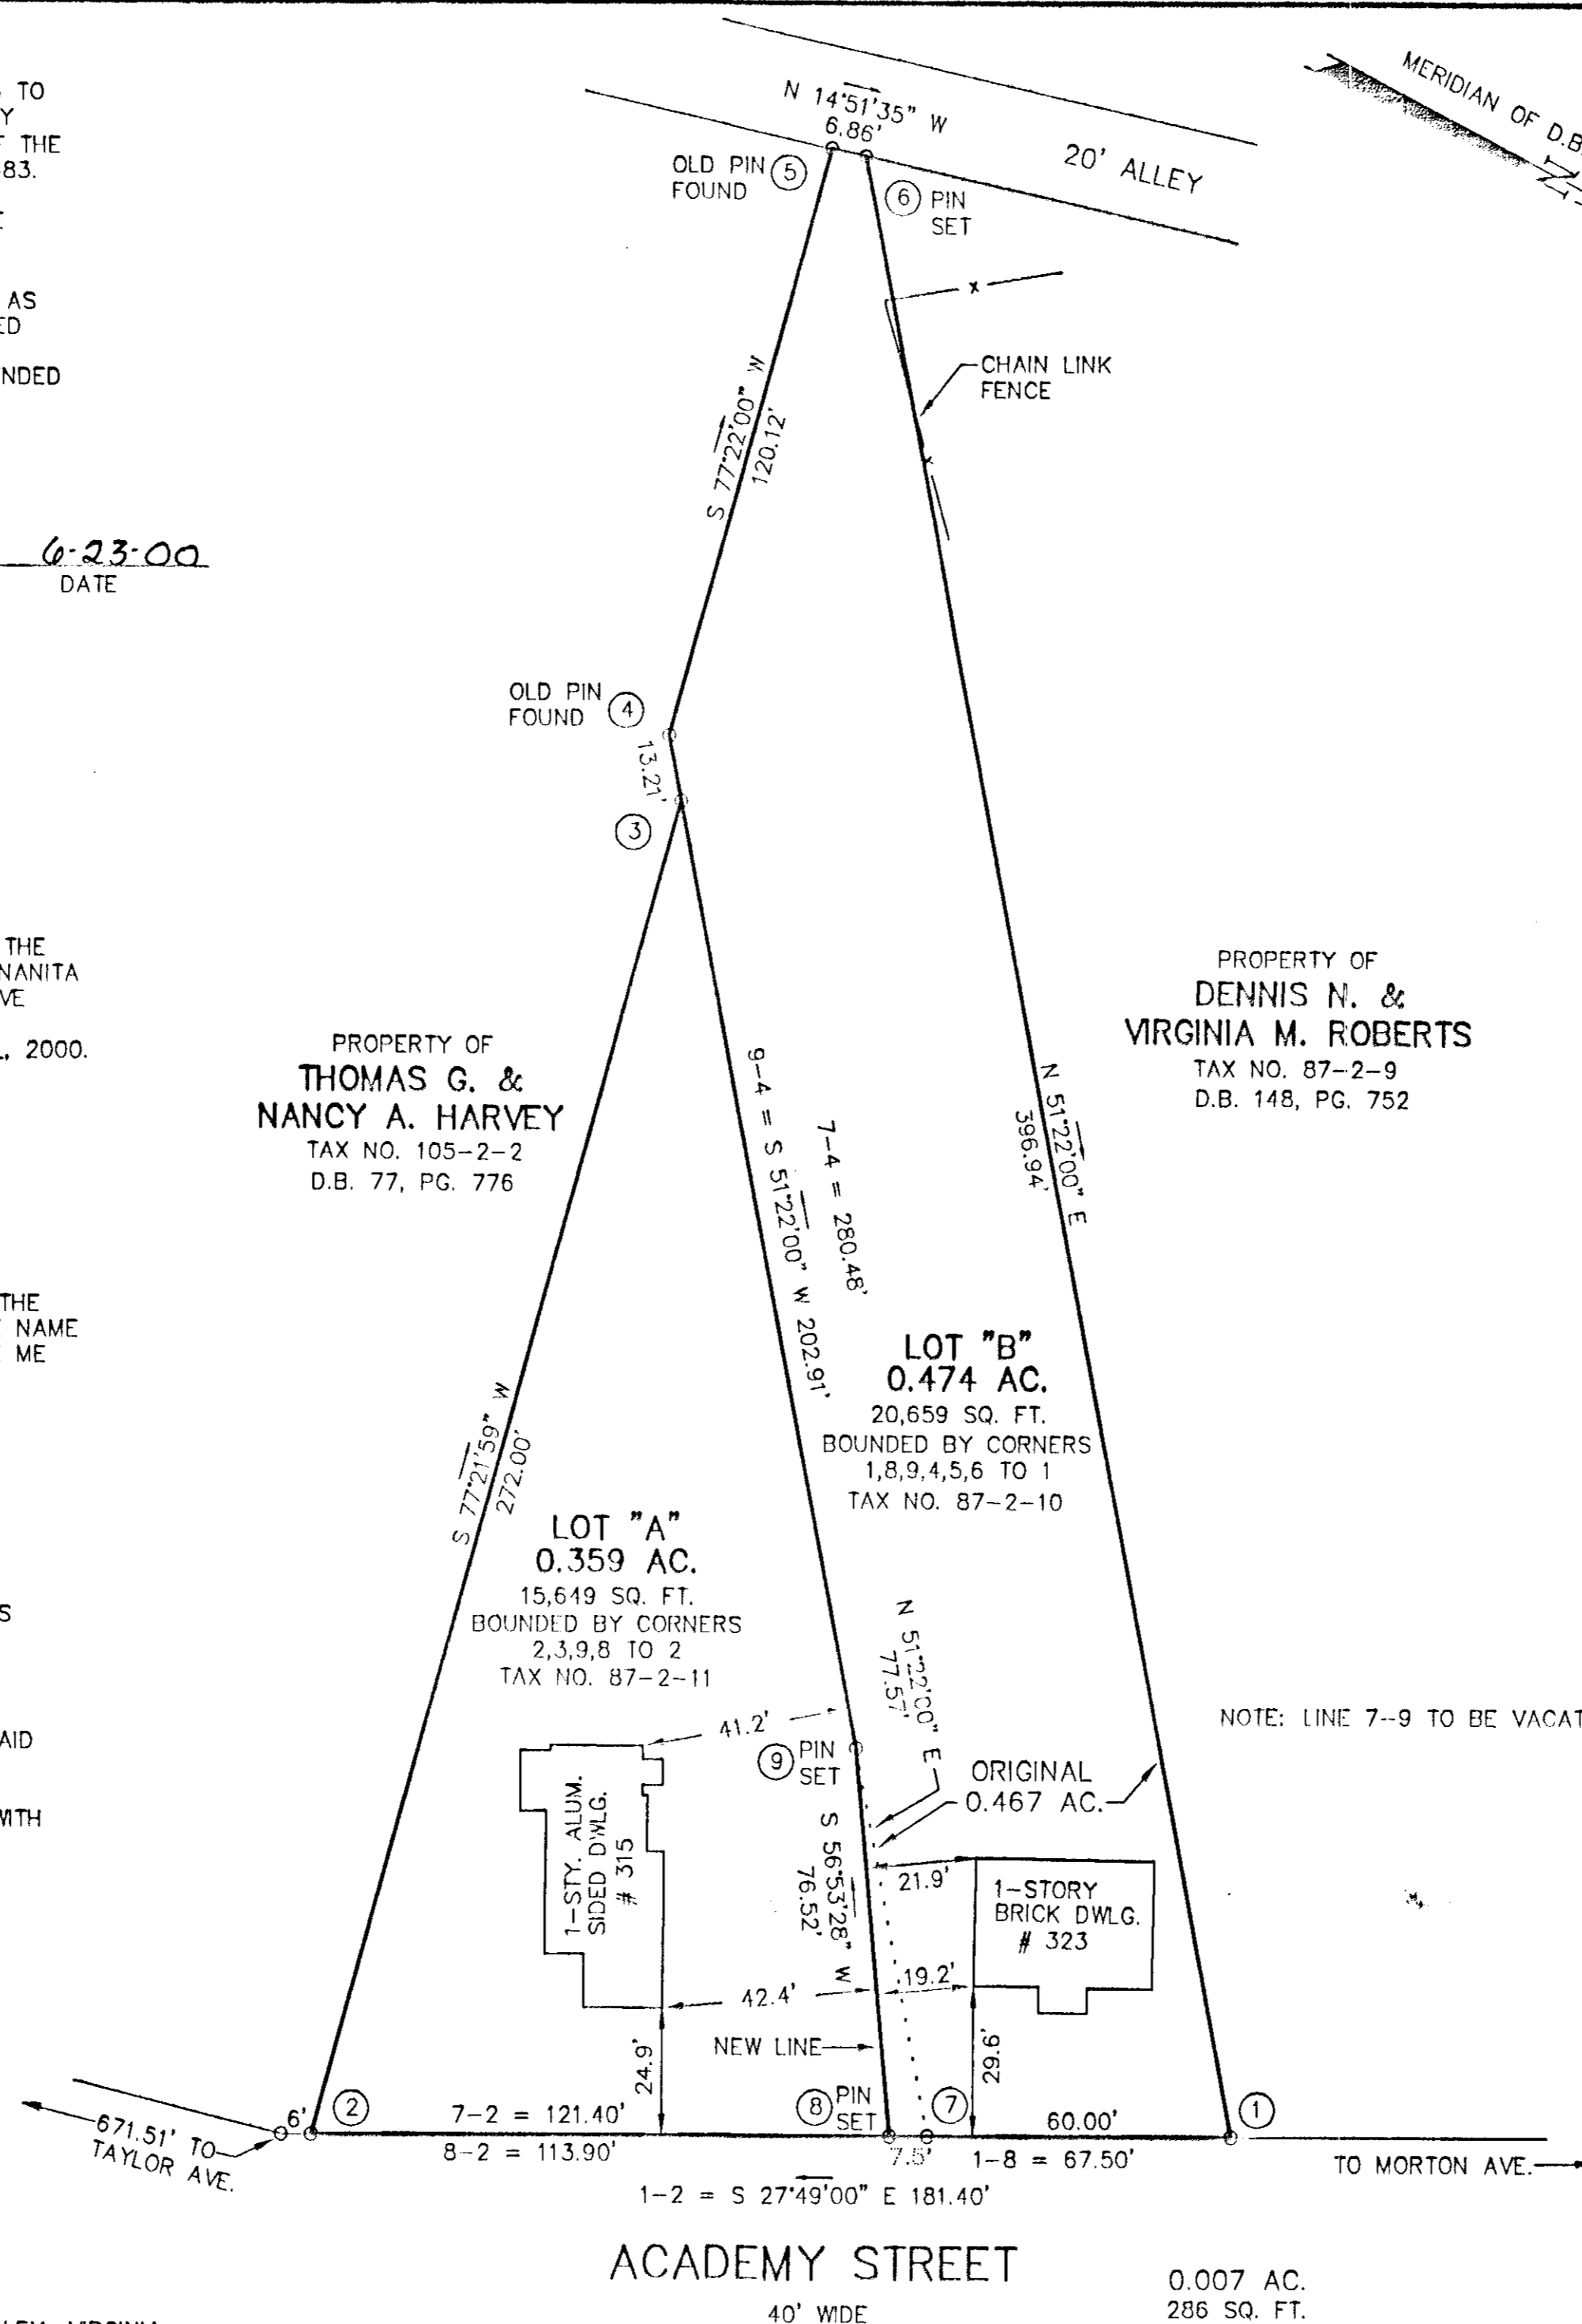 TO
Y
THE
83.
AS
ED
NDED
6-23-00
DATE
THE
NANITA
VE
, 2000.
THE
NAME
ME
S
AID
WITH
N 14°51'35" W
6.86'
20' ALLEY
MERIDIAN OF D.B.
N
OLD PIN
FOUND
5
6
PIN
SET
x
CHAIN LINK
FENCE
x
S 77°22'00" W
120.12'
OLD PIN
FOUND
4
13.21'
3
PROPERTY OF
THOMAS G. &
NANCY A. HARVEY
TAX NO. 105-2-2
D.B. 77, PG. 776
PROPERTY OF
DENNIS N. &
VIRGINIA M. ROBERTS
TAX NO. 87-2-9
D.B. 148, PG. 752
9-4 = S 51°22'00" W 202.91'
7-4 = 280.48'
N 51°22'00" E
396.94'
LOT "B"
0.474 AC.
20,659 SQ. FT.
BOUNDED BY CORNERS
1,8,9,4,5,6 TO 1
TAX NO. 87-2-10
S 77°21'59" W
272.00'
LOT "A"
0.359 AC.
15,649 SQ. FT.
BOUNDED BY CORNERS
2,3,9,8 TO 2
TAX NO. 87-2-11
N 51°22'00" E
77.57'
NOTE: LINE 7-9 TO BE VACAT
41.2'
9
PIN
SET
ORIGINAL
0.467 AC.
1-STY. ALUM.
SIDED DWLG.
# 315
S 56°53'28" W
76.52'
21.9'
1-STORY
BRICK DWLG.
# 323
42.4'
19.2'
NEW LINE
24.9'
29.6'
2
8
PIN
SET
7
1
6'
671.51' TO
TAYLOR AVE.
7-2 = 121.40'
8-2 = 113.90'
7.5'
60.00'
1-8 = 67.50'
TO MORTON AVE.
1-2 = S 27°49'00" E 181.40'
ACADEMY STREET
40' WIDE
0.007 AC.
286 SQ. FT.